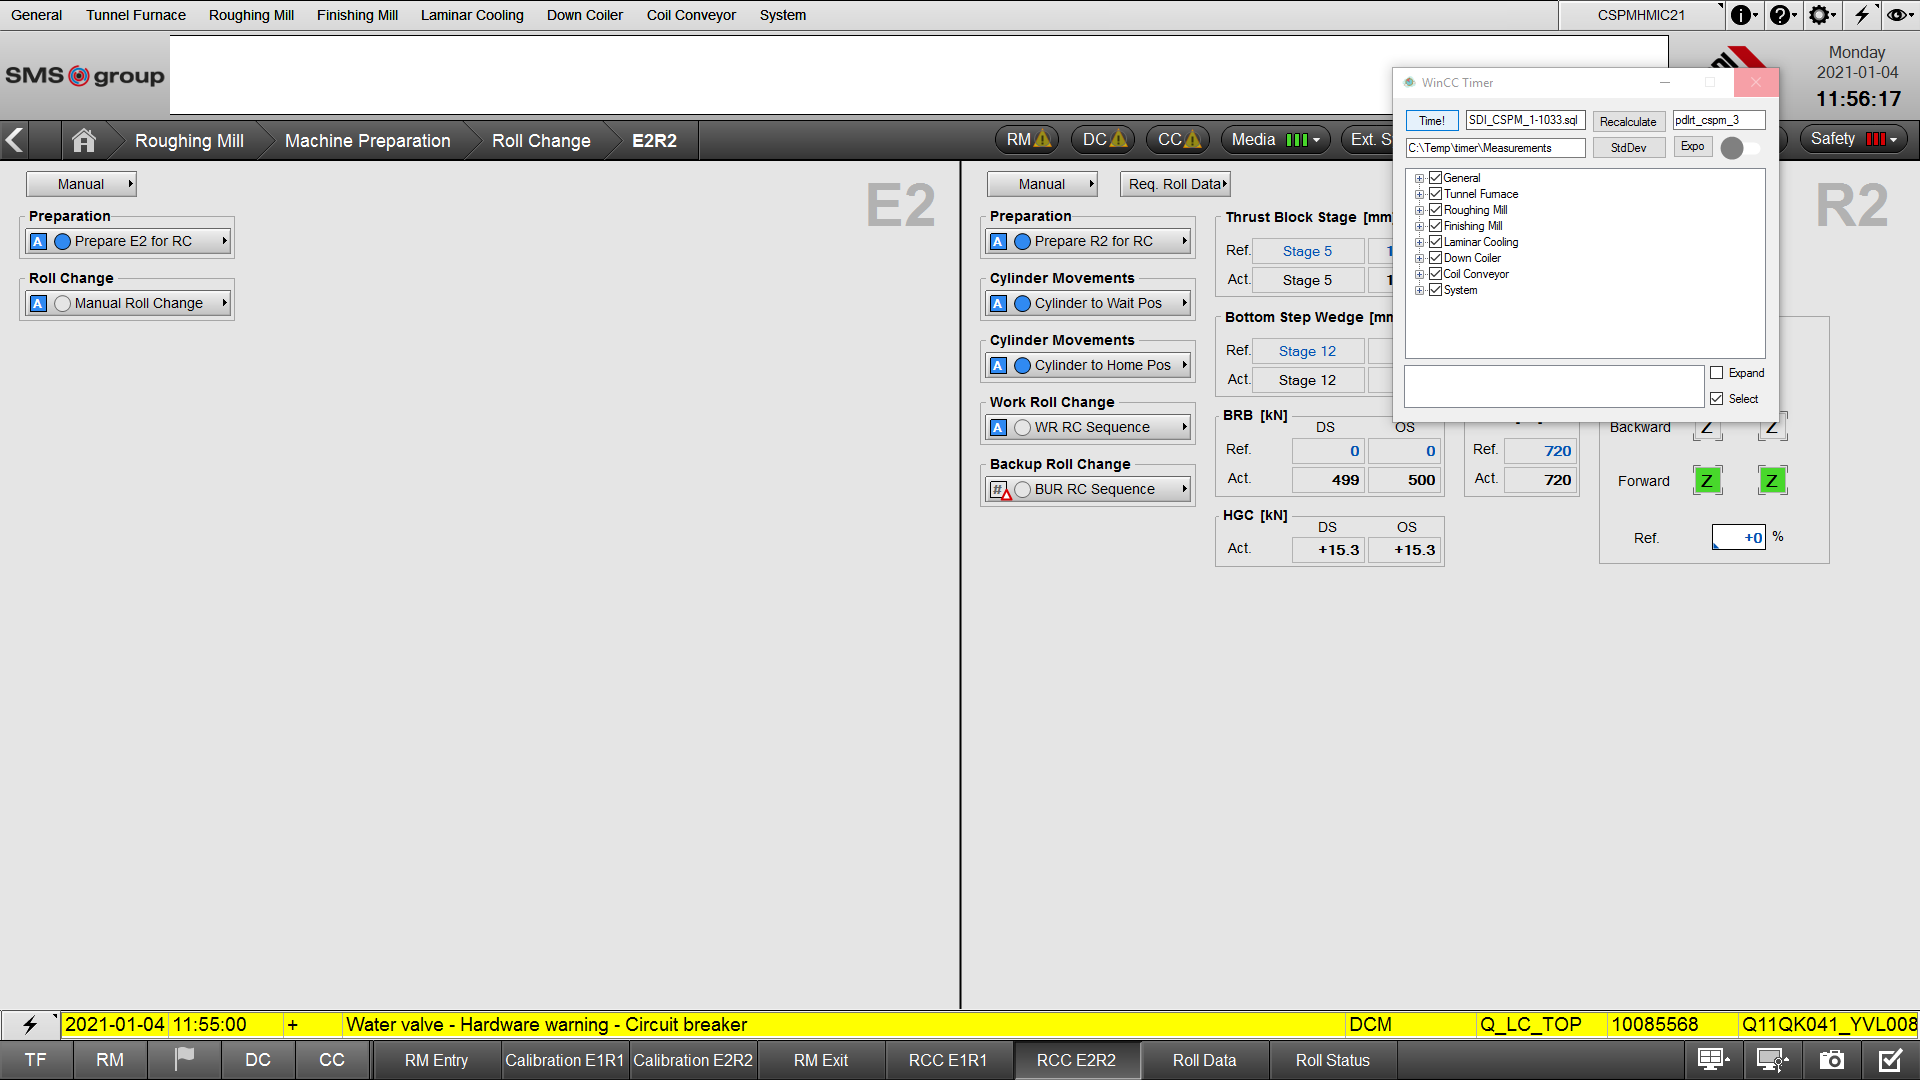 General Tunnel Furnace Roughing Mill Finishing Mill Laminar Cooling Down Coiler Coil Conveyor System CSPMHMIC21
SMS group
Monday
2021-01-04
11:56:17
Roughing Mill Machine Preparation Roll Change E2R2 RM DC CC Media Ext. S Safety
WinCC Timer
Time! SDI_CSPM_1-1033.sql Recalculate pdlrt_cspm_3
C:\Temp\timer\Measurements StdDev Expo
General
Tunnel Furnace
Roughing Mill
Finishing Mill
Laminar Cooling
Down Coiler
Coil Conveyor
System
Expand
Select
Manual
E2
Preparation
A Prepare E2 for RC
Roll Change
A Manual Roll Change
Manual Req. Roll Data
R2
Preparation
A Prepare R2 for RC
Cylinder Movements
A Cylinder to Wait Pos
Cylinder Movements
A Cylinder to Home Pos
Work Roll Change
A WR RC Sequence
Backup Roll Change
# BUR RC Sequence
Thrust Block Stage [mm]
Ref. Stage 5 1
Act. Stage 5 1
Bottom Step Wedge [mm
Ref. Stage 12
Act. Stage 12
BRB [kN]
DS OS
Ref. 0 0
Act. 499 500
Ref. 720
Act. 720
HGC [kN]
DS OS
Act. +15.3 +15.3
Backward Z Z
Forward Z Z
Ref. +0 %
2021-01-04 11:55:00 + Water valve - Hardware warning - Circuit breaker DCM Q_LC_TOP 10085568 Q11QK041_YVL008
TF RM DC CC RM Entry Calibration E1R1 Calibration E2R2 RM Exit RCC E1R1 RCC E2R2 Roll Data Roll Status